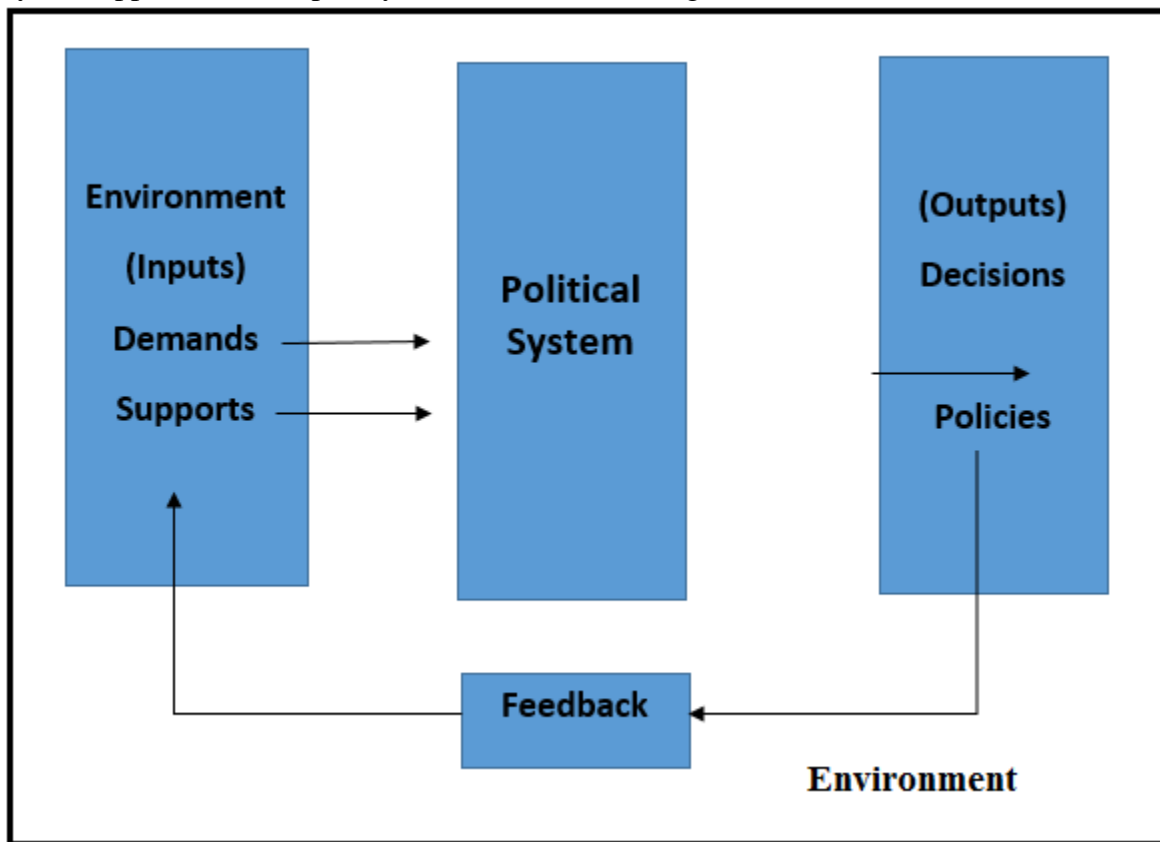 Environment
(Inputs)
Demands
Supports
Political
System
(Outputs)
Decisions
Policies
Feedback
Environment